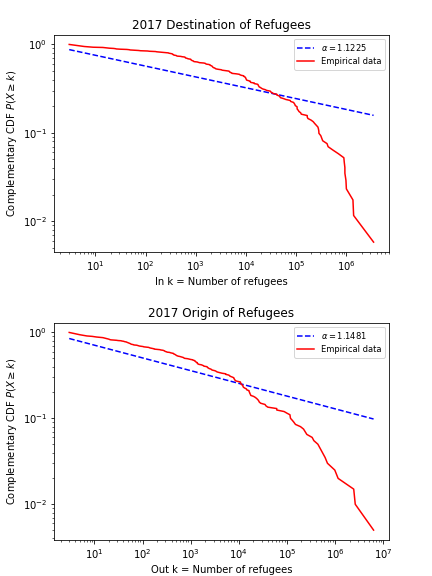 2017 Destination of Refugees
α = 1.1225
Empirical data
Complementary CDF P(X ≥ k)
10⁰
10⁻¹
10⁻²
10¹ 10² 10³ 10⁴ 10⁵ 10⁶
In k = Number of refugees
2017 Origin of Refugees
α = 1.1481
Empirical data
Complementary CDF P(X ≥ k)
10⁰
10⁻¹
10⁻²
10¹ 10² 10³ 10⁴ 10⁵ 10⁶ 10⁷
Out k = Number of refugees